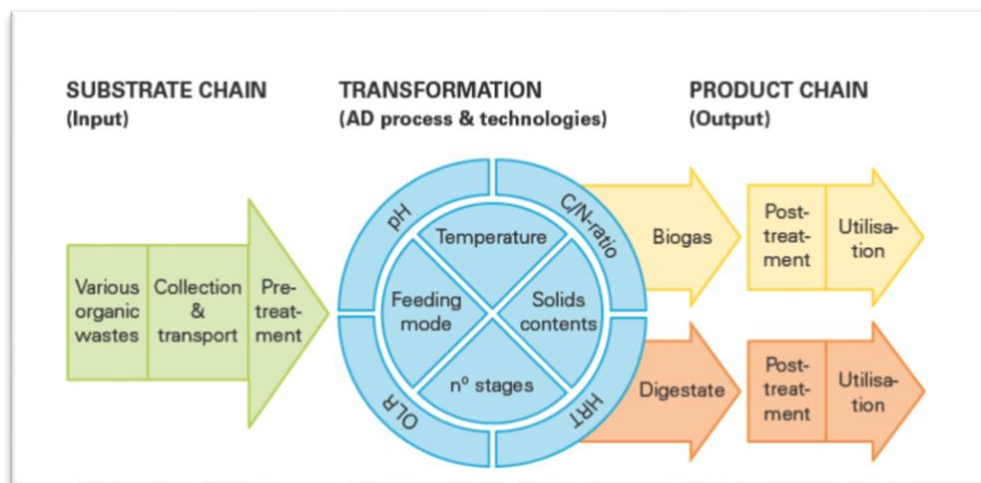 SUBSTRATE CHAIN
(Input)
TRANSFORMATION
(AD process & technologies)
PRODUCT CHAIN
(Output)
Various
organic
wastes
Collection
&
transport
Pre-
treat-
ment
pH
C/N-ratio
OLR
HRT
Temperature
Feeding
mode
Solids
contents
nº stages
Biogas
Post-
treat-
ment
Utilisa-
tion
Digestate
Post-
treat-
ment
Utilisa-
tion